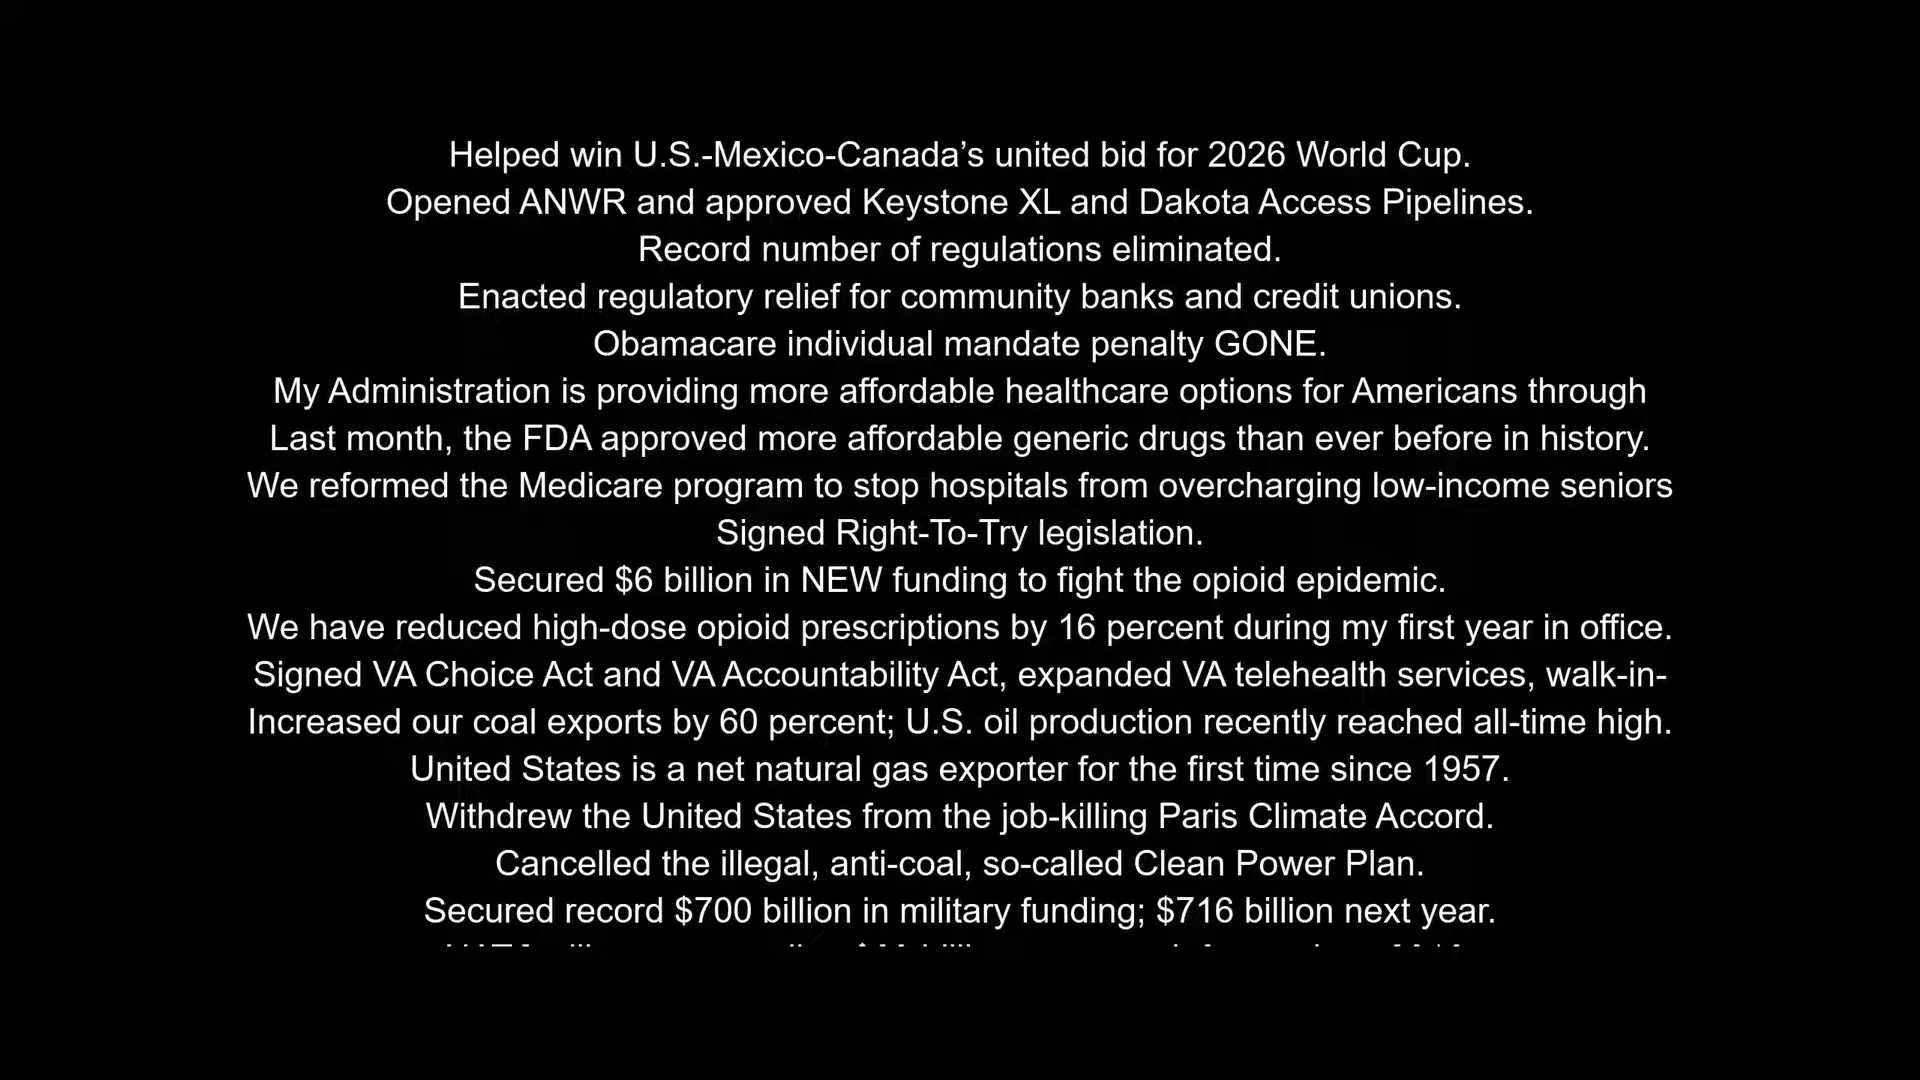 Helped win U.S.-Mexico-Canada’s united bid for 2026 World Cup.
Opened ANWR and approved Keystone XL and Dakota Access Pipelines.
Record number of regulations eliminated.
Enacted regulatory relief for community banks and credit unions.
Obamacare individual mandate penalty GONE.
My Administration is providing more affordable healthcare options for Americans through
Last month, the FDA approved more affordable generic drugs than ever before in history.
We reformed the Medicare program to stop hospitals from overcharging low-income seniors
Signed Right-To-Try legislation.
Secured $6 billion in NEW funding to fight the opioid epidemic.
We have reduced high-dose opioid prescriptions by 16 percent during my first year in office.
Signed VA Choice Act and VA Accountability Act, expanded VA telehealth services, walk-in-
Increased our coal exports by 60 percent; U.S. oil production recently reached all-time high.
United States is a net natural gas exporter for the first time since 1957.
Withdrew the United States from the job-killing Paris Climate Accord.
Cancelled the illegal, anti-coal, so-called Clean Power Plan.
Secured record $700 billion in military funding; $716 billion next year.